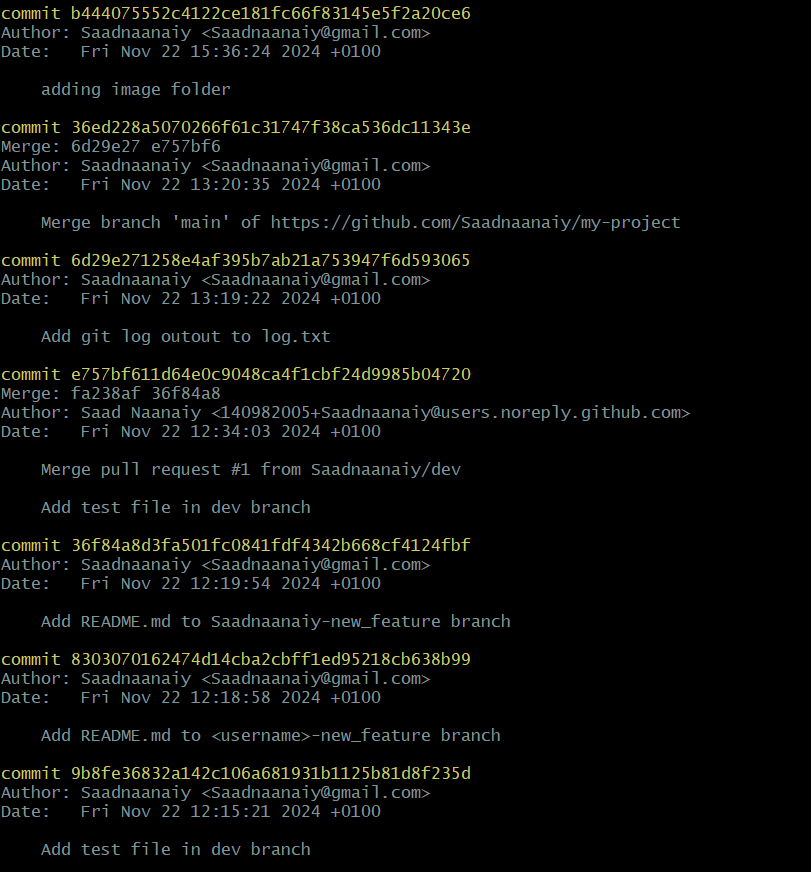 commit b444075552c4122ce181fc66f83145e5f2a20ce6
Author: Saadnaanaiy <Saadnaanaiy@gmail.com>
Date:   Fri Nov 22 15:36:24 2024 +0100
    adding image folder
commit 36ed228a5070266f61c31747f38ca536dc11343e
Merge: 6d29e27 e757bf6
Author: Saadnaanaiy <Saadnaanaiy@gmail.com>
Date:   Fri Nov 22 13:20:35 2024 +0100
    Merge branch 'main' of https://github.com/Saadnaanaiy/my-project
commit 6d29e271258e4af395b7ab21a753947f6d593065
Author: Saadnaanaiy <Saadnaanaiy@gmail.com>
Date:   Fri Nov 22 13:19:22 2024 +0100
    Add git log outout to log.txt
commit e757bf611d64e0c9048ca4f1cbf24d9985b04720
Merge: fa238af 36f84a8
Author: Saad Naanaiy <140982005+Saadnaanaiy@users.noreply.github.com>
Date:   Fri Nov 22 12:34:03 2024 +0100
    Merge pull request #1 from Saadnaanaiy/dev
    Add test file in dev branch
commit 36f84a8d3fa501fc0841fdf4342b668cf4124fbf
Author: Saadnaanaiy <Saadnaanaiy@gmail.com>
Date:   Fri Nov 22 12:19:54 2024 +0100
    Add README.md to Saadnaanaiy-new_feature branch
commit 8303070162474d14cba2cbff1ed95218cb638b99
Author: Saadnaanaiy <Saadnaanaiy@gmail.com>
Date:   Fri Nov 22 12:18:58 2024 +0100
    Add README.md to <username>-new_feature branch
commit 9b8fe36832a142c106a681931b1125b81d8f235d
Author: Saadnaanaiy <Saadnaanaiy@gmail.com>
Date:   Fri Nov 22 12:15:21 2024 +0100
    Add test file in dev branch